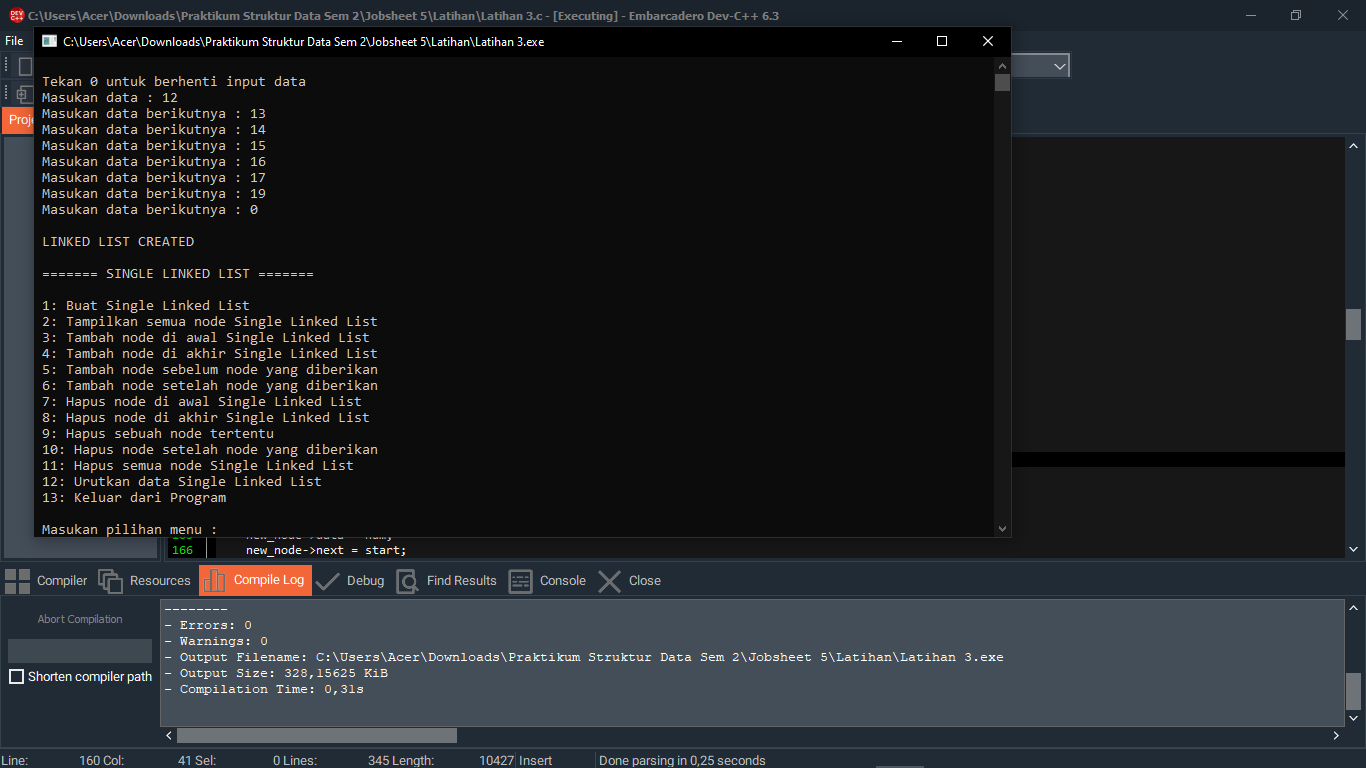 C:\Users\Acer\Downloads\Praktikum Struktur Data Sem 2\Jobsheet 5\Latihan\Latihan 3.c - [Executing] - Embarcadero Dev-C++ 6.3
File
C:\Users\Acer\Downloads\Praktikum Struktur Data Sem 2\Jobsheet 5\Latihan\Latihan 3.exe
Proje
Tekan 0 untuk berhenti input data
Masukan data : 12
Masukan data berikutnya : 13
Masukan data berikutnya : 14
Masukan data berikutnya : 15
Masukan data berikutnya : 16
Masukan data berikutnya : 17
Masukan data berikutnya : 19
Masukan data berikutnya : 0
LINKED LIST CREATED
======= SINGLE LINKED LIST =======
1: Buat Single Linked List
2: Tampilkan semua node Single Linked List
3: Tambah node di awal Single Linked List
4: Tambah node di akhir Single Linked List
5: Tambah node sebelum node yang diberikan
6: Tambah node setelah node yang diberikan
7: Hapus node di awal Single Linked List
8: Hapus node di akhir Single Linked List
9: Hapus sebuah node tertentu
10: Hapus node setelah node yang diberikan
11: Hapus semua node Single Linked List
12: Urutkan data Single Linked List
13: Keluar dari Program
Masukan pilihan menu :
166 new_node->next = start;
Compiler Resources Compile Log Debug Find Results Console Close
Abort Compilation
Shorten compiler path
--------
- Errors: 0
- Warnings: 0
- Output Filename: C:\Users\Acer\Downloads\Praktikum Struktur Data Sem 2\Jobsheet 5\Latihan\Latihan 3.exe
- Output Size: 328,15625 KiB
- Compilation Time: 0,31s
Line: 160 Col: 41 Sel: 0 Lines: 345 Length: 10427 Insert Done parsing in 0,25 seconds